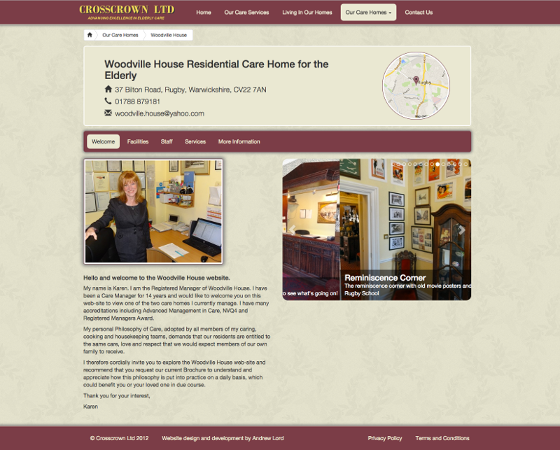 CROSSCROWN LTD
ADVANCING EXCELLENCE IN ELDERLY CARE
Home
Our Care Services
Living In Our Homes
Our Care Homes
Contact Us
Our Care Homes
Woodville House
Woodville House Residential Care Home for the
Elderly
37 Bilton Road, Rugby, Warwickshire, CV22 7AN
01788 879181
woodville.house@yahoo.com
Rugby
Welcome
Facilities
Staff
Services
More Information
o see what's going on!
Reminiscence Corner
The reminiscence corner with old movie posters and
Rugby School
Hello and welcome to the Woodville House website.
My name is Karen. I am the Registered Manager of Woodville House. I have
been a Care Manager for 14 years and would like to welcome you on this
web-site to view one of the two care homes I currently manage. I have many
accreditations including Advanced Management in Care, NVQ4 and
Registered Managers Award.
My personal Philosophy of Care, adopted by all members of my caring,
cooking and housekeeping teams, demands that our residents are entitled to
the same care, love and respect that we would expect members of our own
family to receive.
I therefore cordially invite you to explore the Woodville House web-site and
recommend that you request our current Brochure to understand and
appreciate how this philosophy is put into practice on a daily basis, which
could benefit you or your loved one in due course.
Thank you for your interest,
Karen
© Crosscrown Ltd 2012
Website design and development by Andrew Lord
Privacy Policy
Terms and Conditions